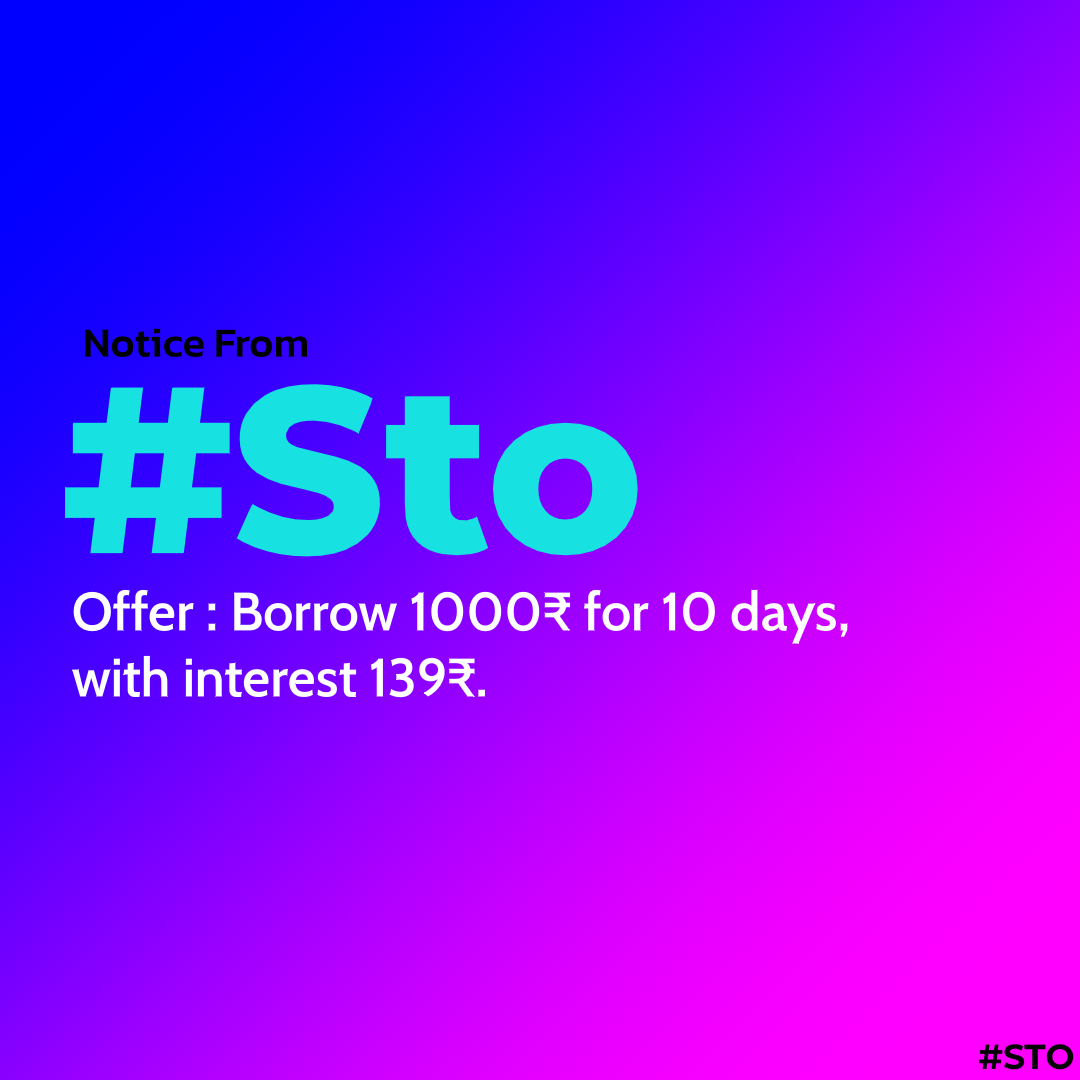 Notice From
#Sto
Offer : Borrow 1000₹ for 10 days,
with interest 139₹.
#STO